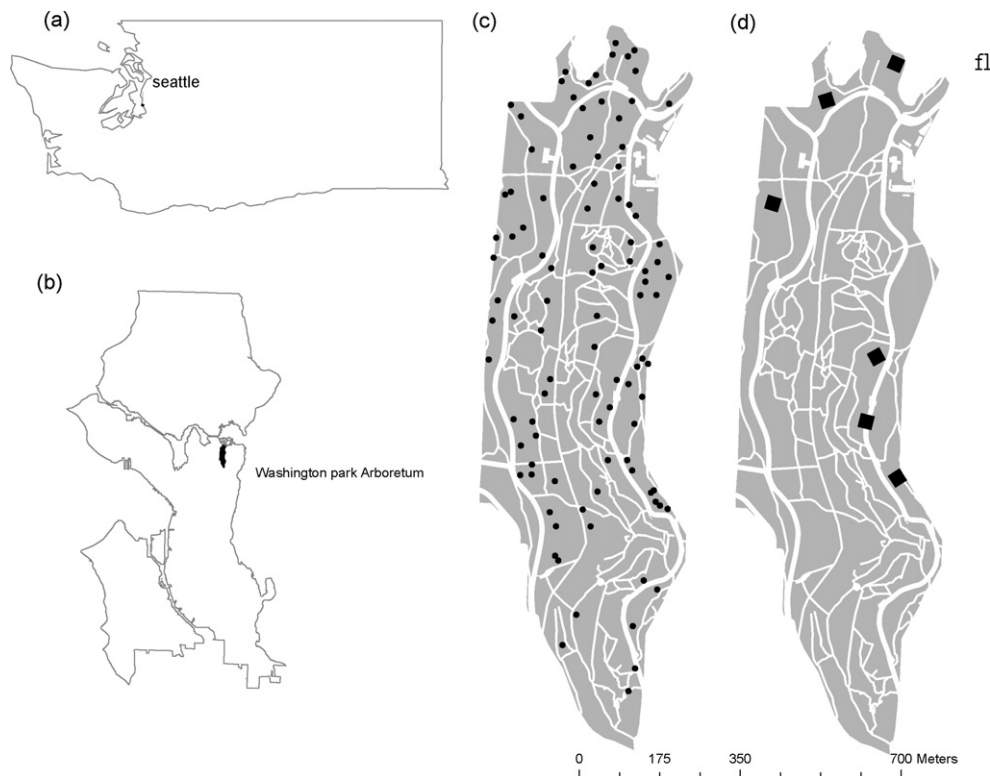 (a)
seattle
(b)
Washington park Arboretum
(c)
(d)
fl
0 175 350 700 Meters